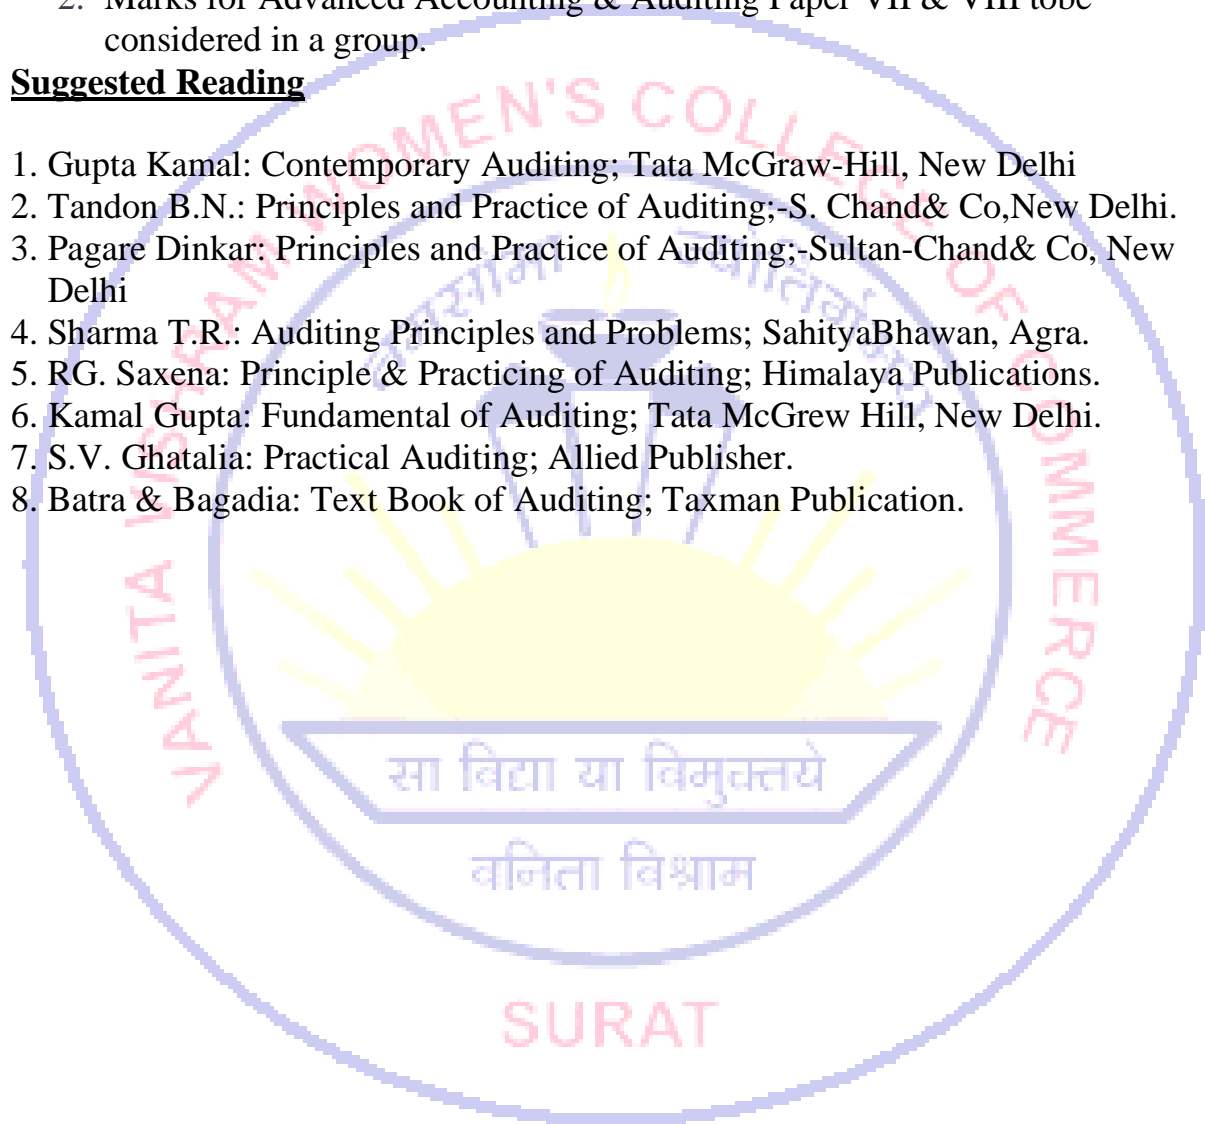 2. Marks for Advanced Accounting & Auditing Paper VII & VIII tobe
considered in a group.
Suggested Reading
1. Gupta Kamal: Contemporary Auditing; Tata McGraw-Hill, New Delhi
2. Tandon B.N.: Principles and Practice of Auditing;-S. Chand& Co,New Delhi.
3. Pagare Dinkar: Principles and Practice of Auditing;-Sultan-Chand& Co, New
Delhi
4. Sharma T.R.: Auditing Principles and Problems; SahityaBhawan, Agra.
5. RG. Saxena: Principle & Practicing of Auditing; Himalaya Publications.
6. Kamal Gupta: Fundamental of Auditing; Tata McGrew Hill, New Delhi.
7. S.V. Ghatalia: Practical Auditing; Allied Publisher.
8. Batra & Bagadia: Text Book of Auditing; Taxman Publication.
VANITA VISHRAM WOMEN'S COLLEGE OF COMMERCE
तमसोमा ज्योतिर्गमय
सा विद्या या विमुक्तये
वनिता विश्राम
SURAT